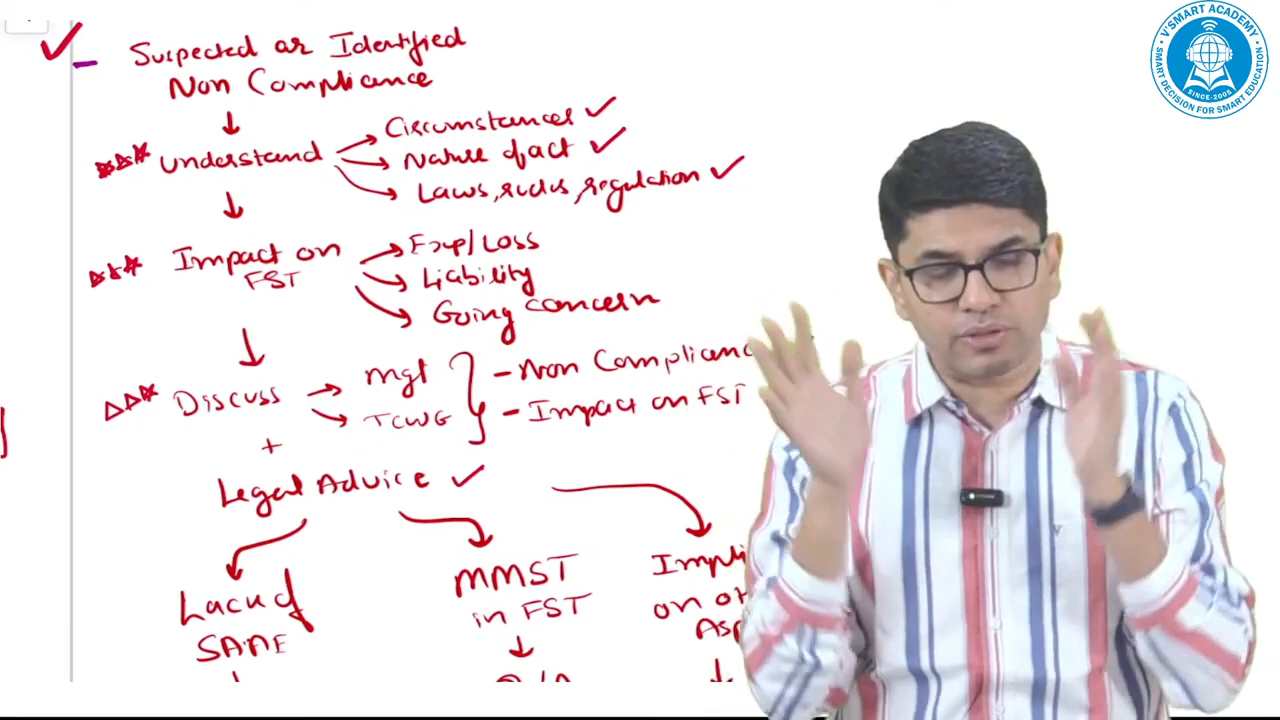 Suspected or Identified
Non Compliance
Understand
Circumstances
Nature of act
Laws, rules, regulation
Impact on
FST
Exp/Loss
Liability
Going concern
Discuss
Mgt
TCWG
- Non Complianc
- Impact on FST
+
Legal Advice
Lack of
SAAE
MMST
in FST
Impli
on ot
Asp
V'SMART ACADEMY
SINCE-2005
SMART DECISION FOR SMART EDUCATION